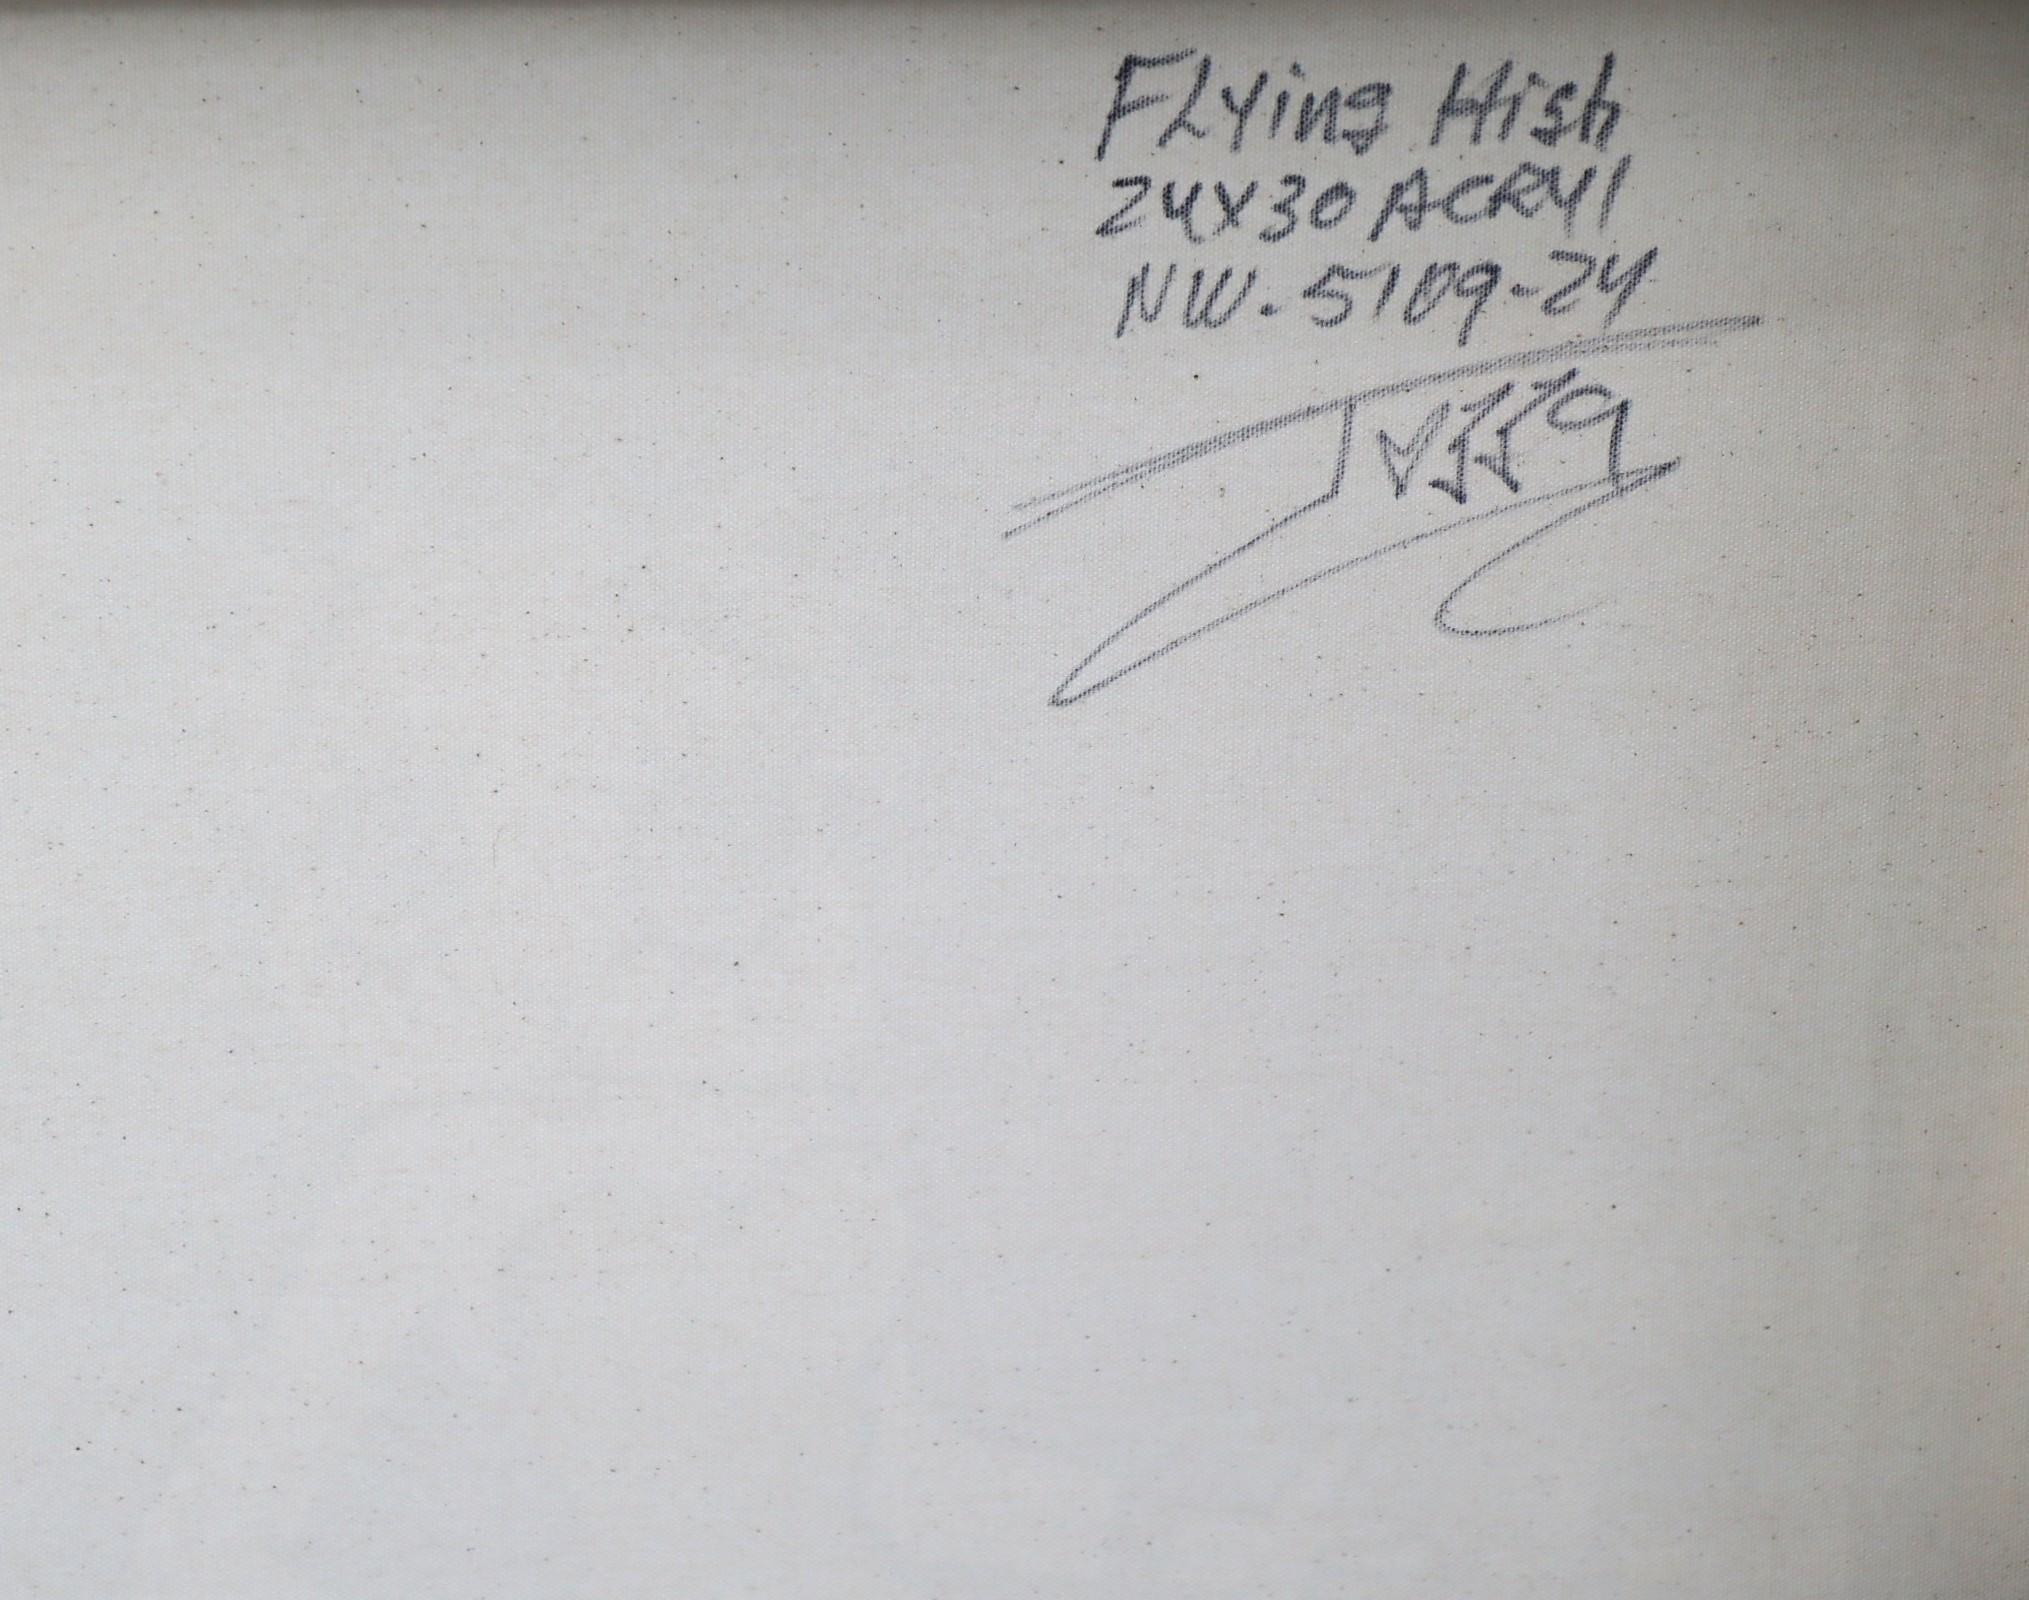 FLying High
24x30 ACRYl
NW. 5109-24